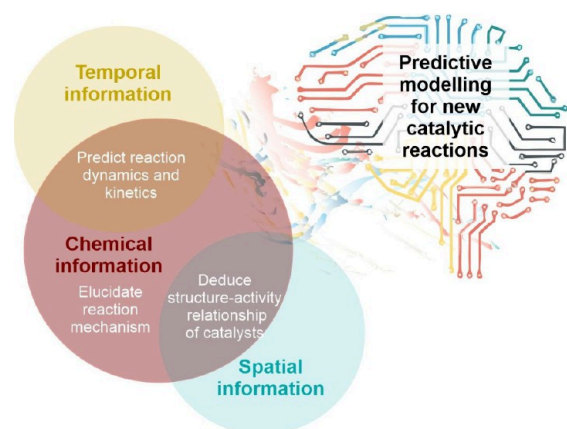 Temporal
information
Predict reaction
dynamics and
kinetics
Chemical
information
Elucidate
reaction
mechanism
Deduce
structure-activity
relationship
of catalysts
Spatial
information
Predictive
modelling
for new
catalytic
reactions